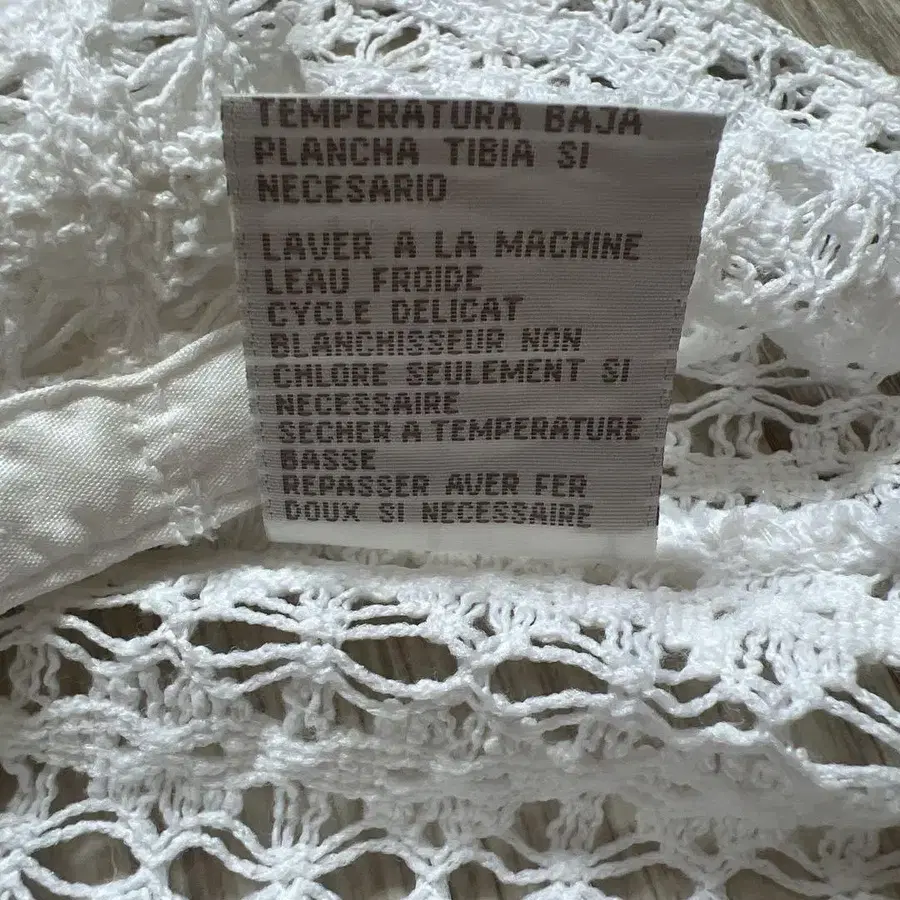 TEMPERATURA BAJA
PLANCHA TIBIA SI
NECESARIO
LAVER A LA MACHINE
LEAU FROIDE
CYCLE DELICAT
BLANCHISSEUR NON
CHLORE SEULEMENT SI
NECESSAIRE
SECHER A TEMPERATURE
BASSE
REPASSER AVER FER
DOUX SI NECESSAIRE